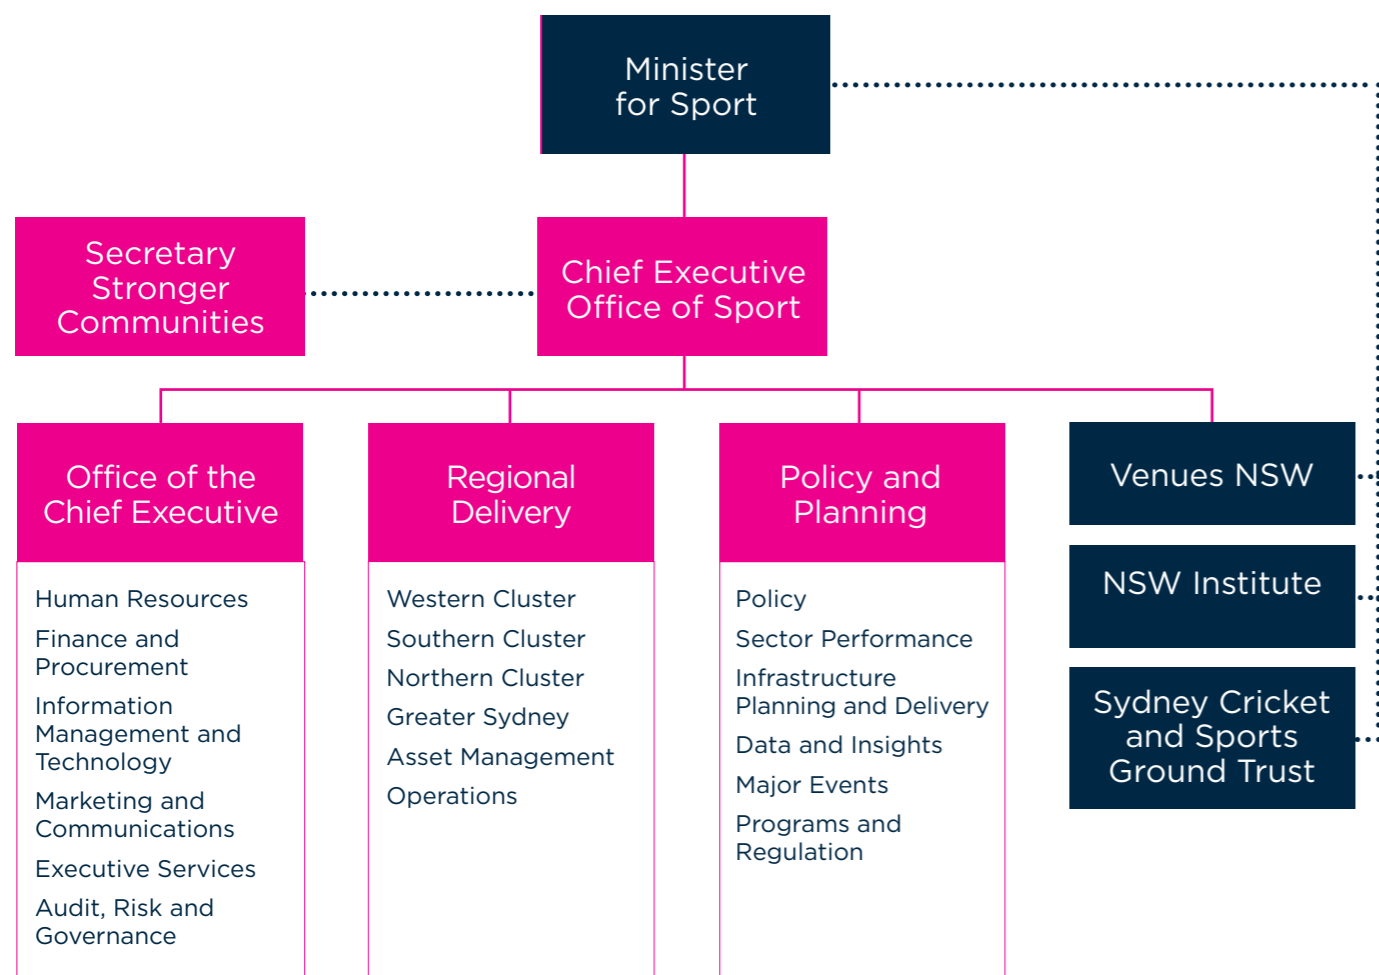 Minister
for Sport
Secretary
Stronger
Communities
Chief Executive
Office of Sport
Office of the
Chief Executive
Human Resources
Finance and
Procurement
Information
Management and
Technology
Marketing and
Communications
Executive Services
Audit, Risk and
Governance
Regional
Delivery
Western Cluster
Southern Cluster
Northern Cluster
Greater Sydney
Asset Management
Operations
Policy and
Planning
Policy
Sector Performance
Infrastructure
Planning and Delivery
Data and Insights
Major Events
Programs and
Regulation
Venues NSW
NSW Institute
Sydney Cricket
and Sports
Ground Trust